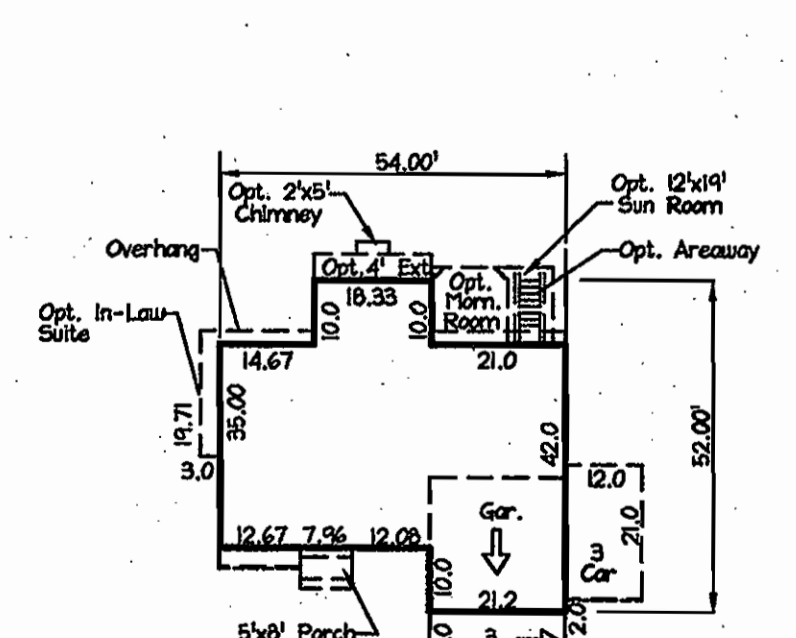 54.00'
Opt. 2'x5'
Chimney
Opt. 12'x19'
Sun Room
Overhang
Opt. Areaway
Opt. 4' Ext
Opt.
Morn.
Room
18.33
10.0
10.0
Opt. In-Law
Suite
14.67
21.0
19.71
35.00
42.0
52.00'
3.0
12.0
21.0
Gar.
3
Car
12.67
7.96
12.08
10.0
21.2
2.0
5'x8' Porch
3